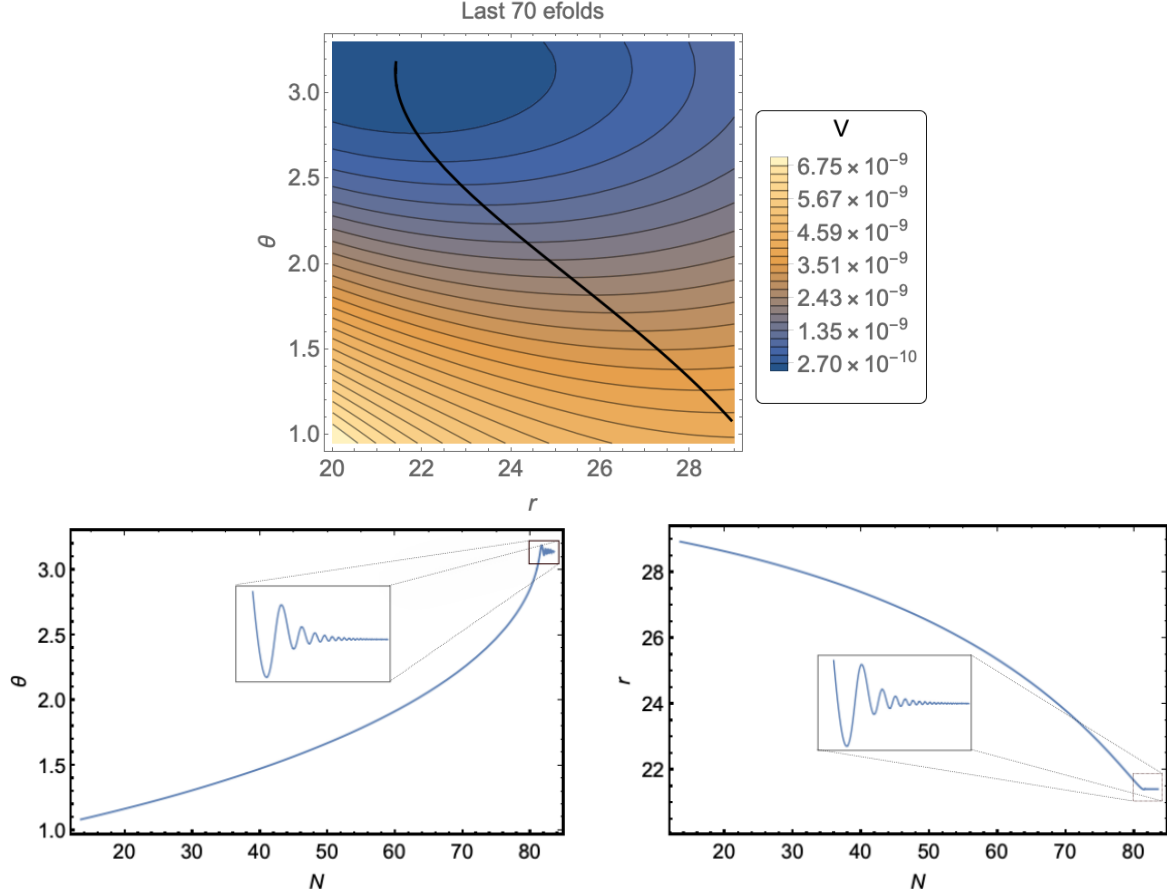 Last 70 efolds
θ
3.0
2.5
2.0
1.5
1.0
20 22 24 26 28
r
V
6.75 × 10⁻⁹
5.67 × 10⁻⁹
4.59 × 10⁻⁹
3.51 × 10⁻⁹
2.43 × 10⁻⁹
1.35 × 10⁻⁹
2.70 × 10⁻¹⁰
θ
3.0
2.5
2.0
1.5
1.0
20 30 40 50 60 70 80
N
r
28
26
24
22
20 30 40 50 60 70 80
N